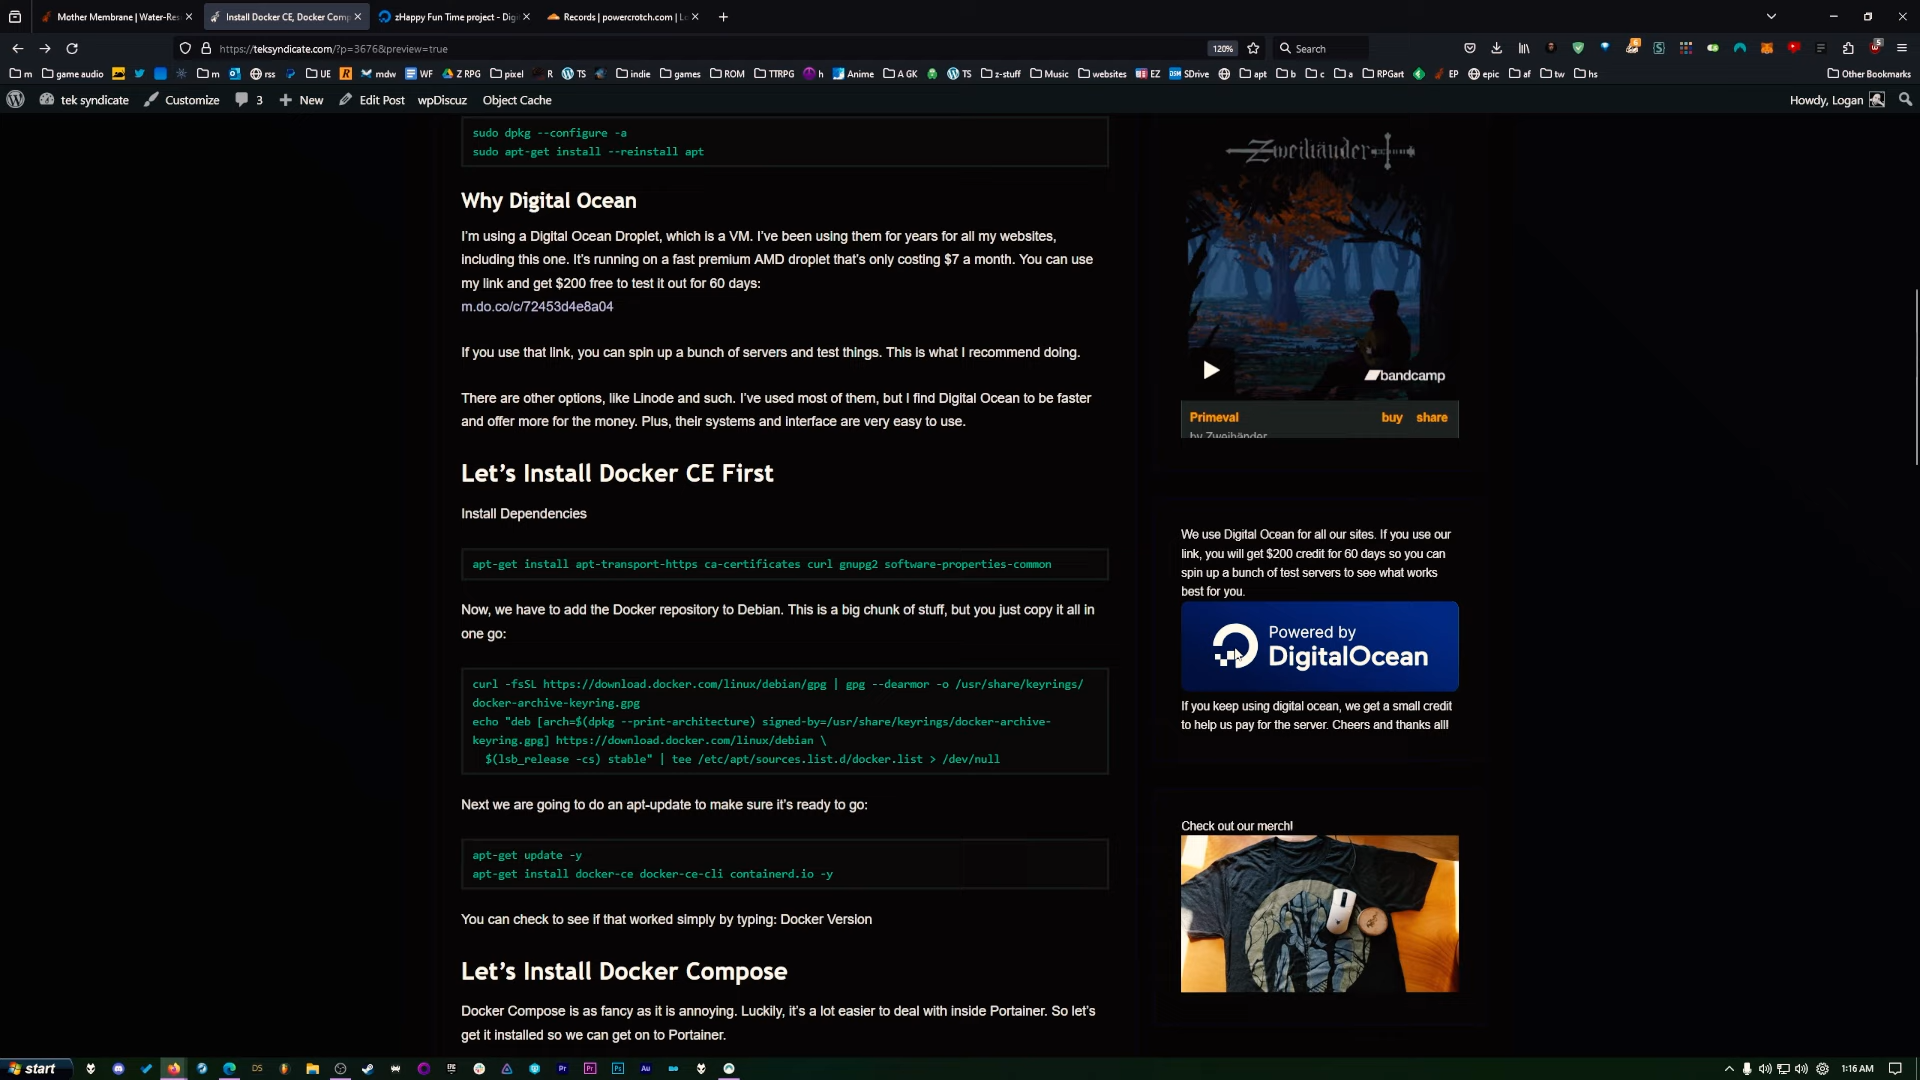 Mother Membrane | Water-Res
Install Docker CE, Docker Comp
zHappy Fun Time project - Digi
Records | powercrotch.com | L
https://teksyndicate.com/?p=3676&preview=true
120%
Search
m
game audio
m
rss
UE
mdw
WF
Z RPG
pixel
R
TS
indie
games
ROM
TTRPG
h
Anime
A GK
TS
z-stuff
Music
websites
EZ
SDrive
apt
b
c
a
RPGart
EP
epic
af
tw
hs
Other Bookmarks
tek syndicate
Customize
3
New
Edit Post
wpDiscuz
Object Cache
Howdy, Logan
sudo dpkg --configure -a
sudo apt-get install --reinstall apt
Why Digital Ocean
I'm using a Digital Ocean Droplet, which is a VM. I've been using them for years for all my websites,
including this one. It's running on a fast premium AMD droplet that's only costing $7 a month. You can use
my link and get $200 free to test it out for 60 days:
m.do.co/c/72453d4e8a04
If you use that link, you can spin up a bunch of servers and test things. This is what I recommend doing.
There are other options, like Linode and such. I've used most of them, but I find Digital Ocean to be faster
and offer more for the money. Plus, their systems and interface are very easy to use.
Let's Install Docker CE First
Install Dependencies
apt-get install apt-transport-https ca-certificates curl gnupg2 software-properties-common
Now, we have to add the Docker repository to Debian. This is a big chunk of stuff, but you just copy it all in
one go:
curl -fsSL https://download.docker.com/linux/debian/gpg | gpg --dearmor -o /usr/share/keyrings/
docker-archive-keyring.gpg
echo "deb [arch=$(dpkg --print-architecture) signed-by=/usr/share/keyrings/docker-archive-
keyring.gpg] https://download.docker.com/linux/debian \
$(lsb_release -cs) stable" | tee /etc/apt/sources.list.d/docker.list > /dev/null
Next we are going to do an apt-update to make sure it's ready to go:
apt-get update -y
apt-get install docker-ce docker-ce-cli containerd.io -y
You can check to see if that worked simply by typing: Docker Version
Let's Install Docker Compose
Docker Compose is as fancy as it is annoying. Luckily, it's a lot easier to deal with inside Portainer. So let's
get it installed so we can get on to Portainer.
Zweihänder
bandcamp
Primeval
buy
share
by Zweihänder
We use Digital Ocean for all our sites. If you use our
link, you will get $200 credit for 60 days so you can
spin up a bunch of test servers to see what works
best for you.
Powered by
DigitalOcean
If you keep using digital ocean, we get a small credit
to help us pay for the server. Cheers and thanks all!
Check out our merch!
start
DS
Pr
Pr
Ps
Au
1:16 AM